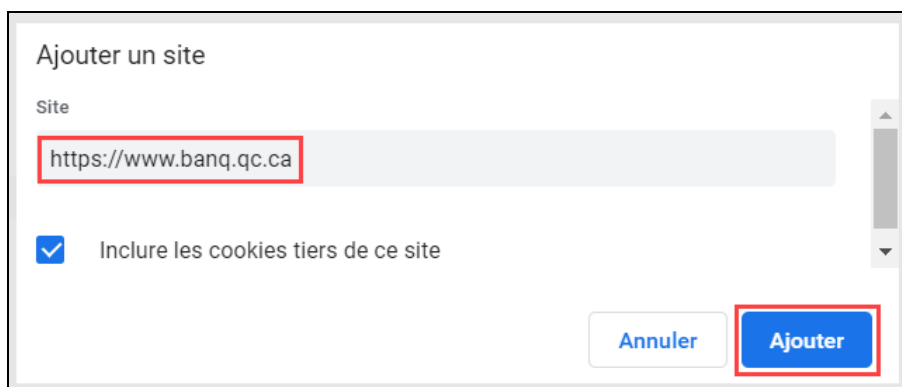 Ajouter un site
Site
https://www.banq.qc.ca
Inclure les cookies tiers de ce site
Annuler
Ajouter